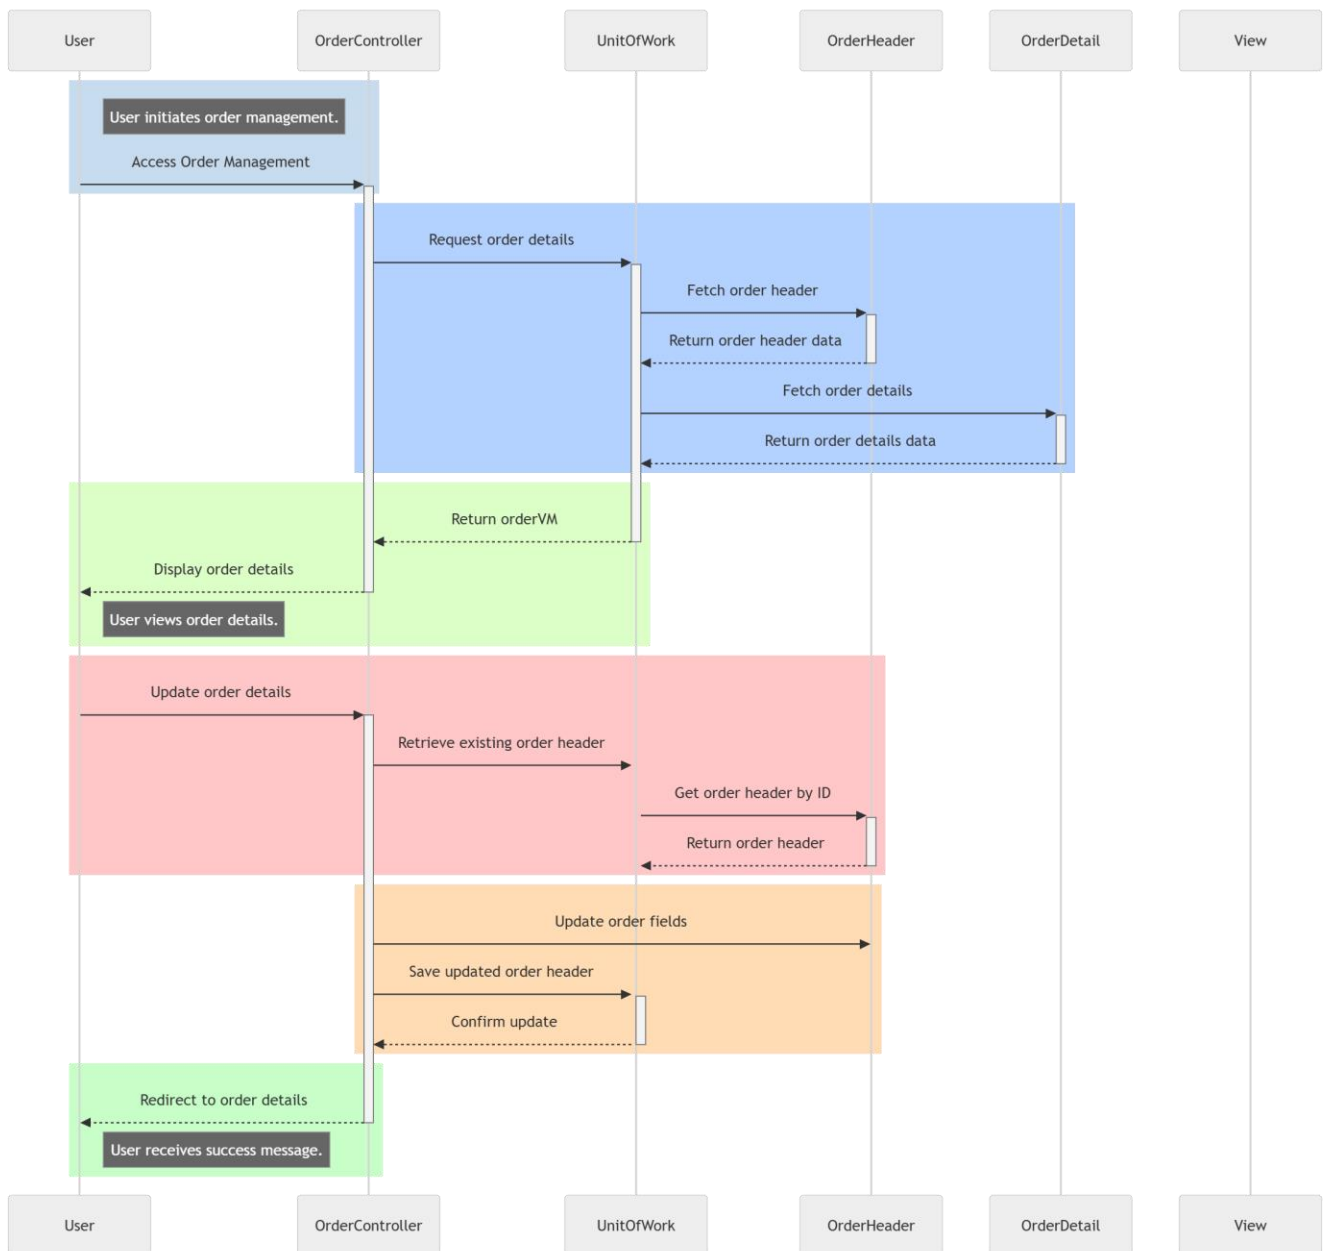 User OrderController UnitOfWork OrderHeader OrderDetail View
User initiates order management.
Access Order Management
Request order details
Fetch order header
Return order header data
Fetch order details
Return order details data
Return orderVM
Display order details
User views order details.
Update order details
Retrieve existing order header
Get order header by ID
Return order header
Update order fields
Save updated order header
Confirm update
Redirect to order details
User receives success message.
User OrderController UnitOfWork OrderHeader OrderDetail View